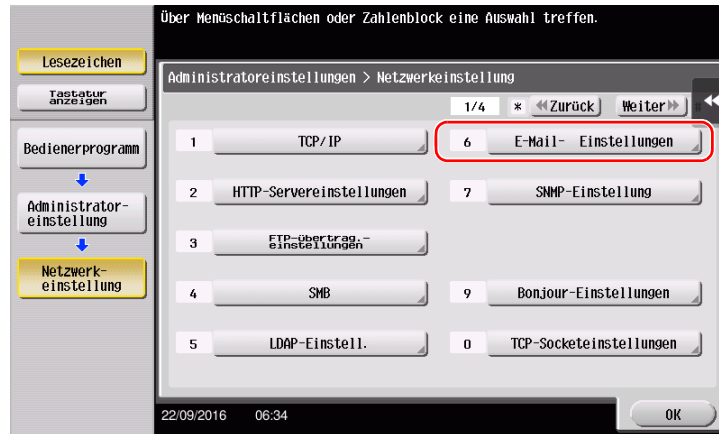 Über Menüschaltflächen oder Zahlenblock eine Auswahl treffen.
Lesezeichen
Tastatur
anzeigen
Bedienerprogramm
Administrator-
einstellung
Netzwerk-
einstellung
Administratoreinstellungen > Netzwerkeinstellung
1/4 * Zurück Weiter
1 TCP/IP
6 E-Mail- Einstellungen
2 HTTP-Servereinstellungen
7 SNMP-Einstellung
3 FTP-übertrag.-
einstellungen
4 SMB
9 Bonjour-Einstellungen
5 LDAP-Einstell.
0 TCP-Socketeinstellungen
22/09/2016 06:34
OK